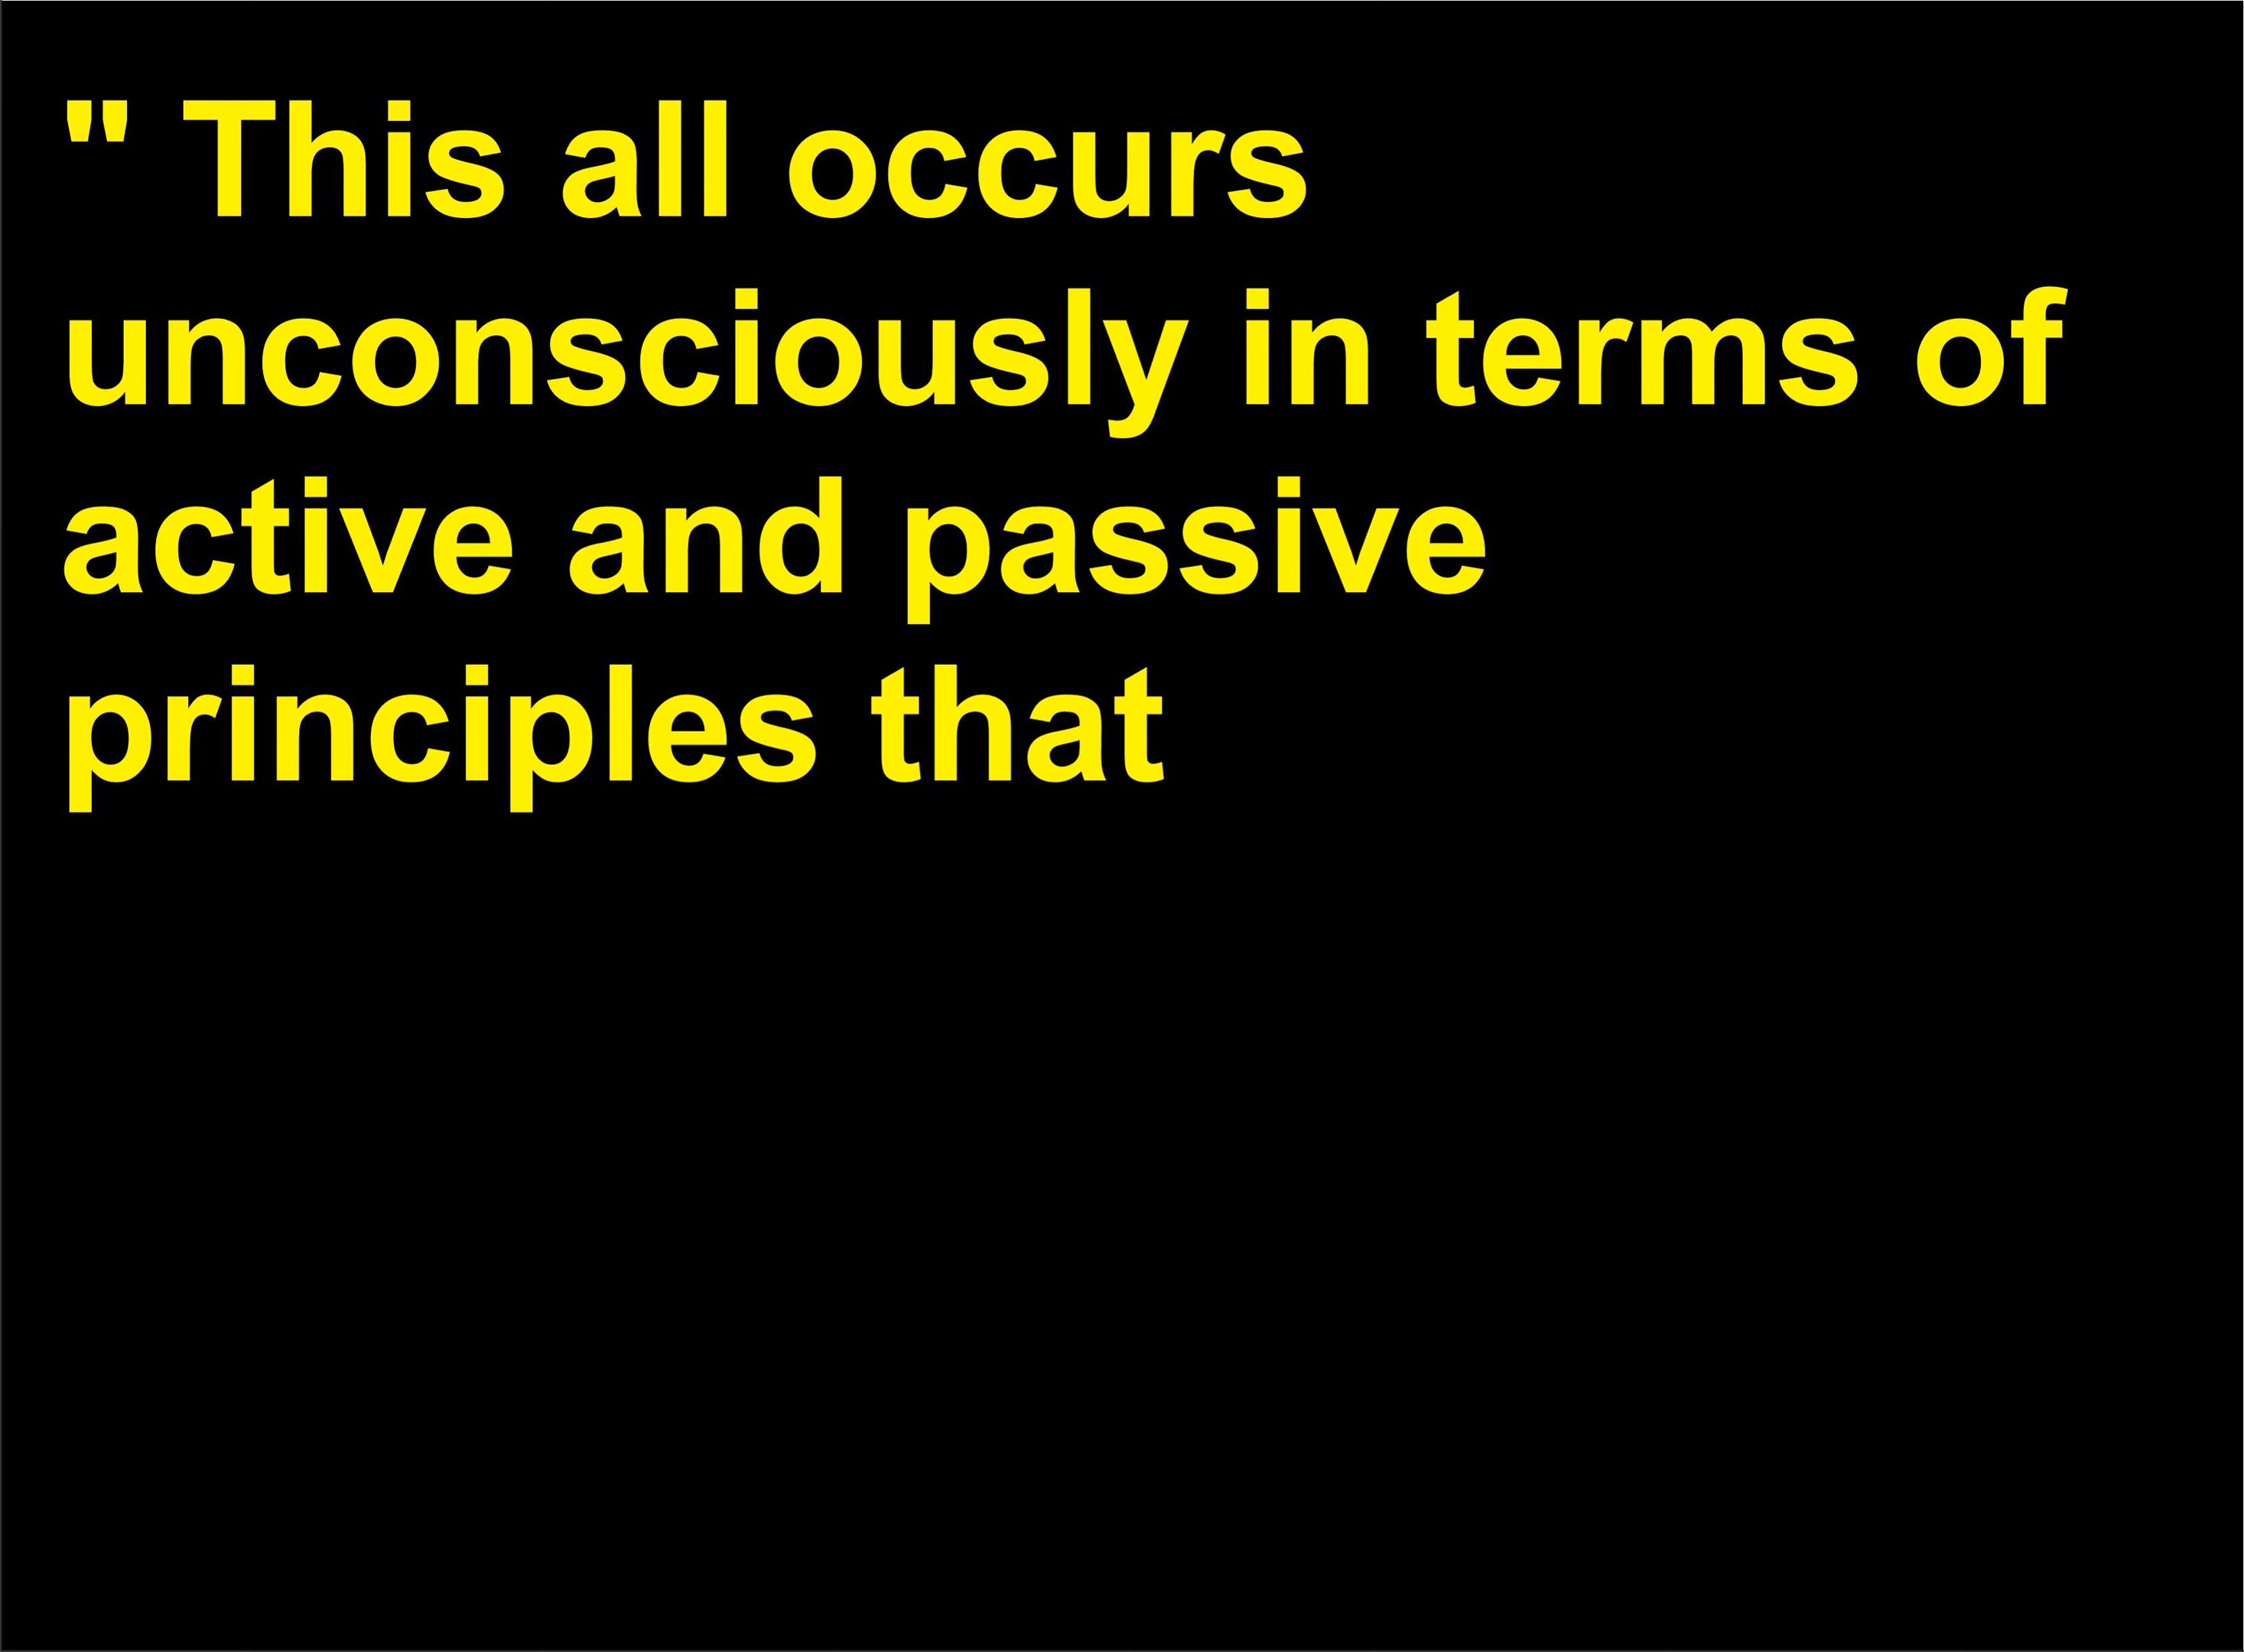 " This all occurs
unconsciously in terms of
active and passive
principles that